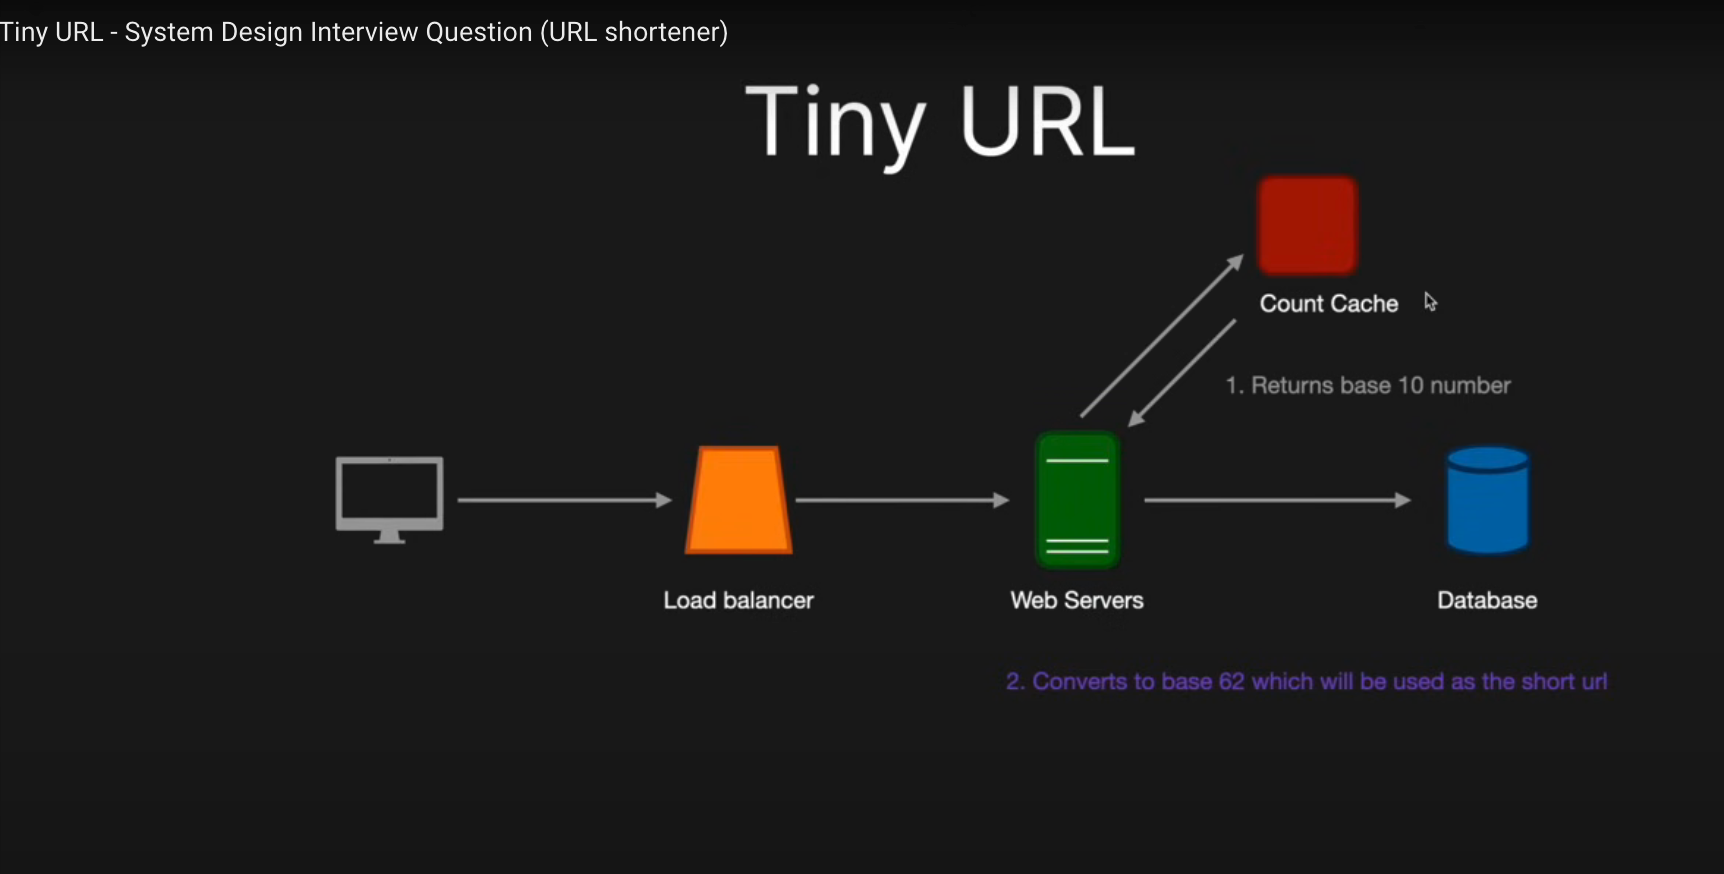 Tiny URL - System Design Interview Question (URL shortener)
Tiny URL
Count Cache
1. Returns base 10 number
Load balancer
Web Servers
Database
2. Converts to base 62 which will be used as the short url